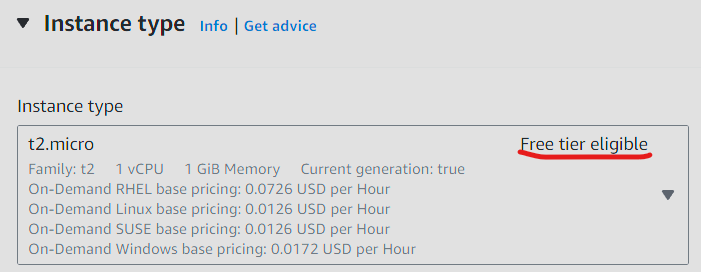 Instance type Info | Get advice
Instance type
t2.micro Free tier eligible
Family: t2 1 vCPU 1 GiB Memory Current generation: true
On-Demand RHEL base pricing: 0.0726 USD per Hour
On-Demand Linux base pricing: 0.0126 USD per Hour
On-Demand SUSE base pricing: 0.0126 USD per Hour
On-Demand Windows base pricing: 0.0172 USD per Hour